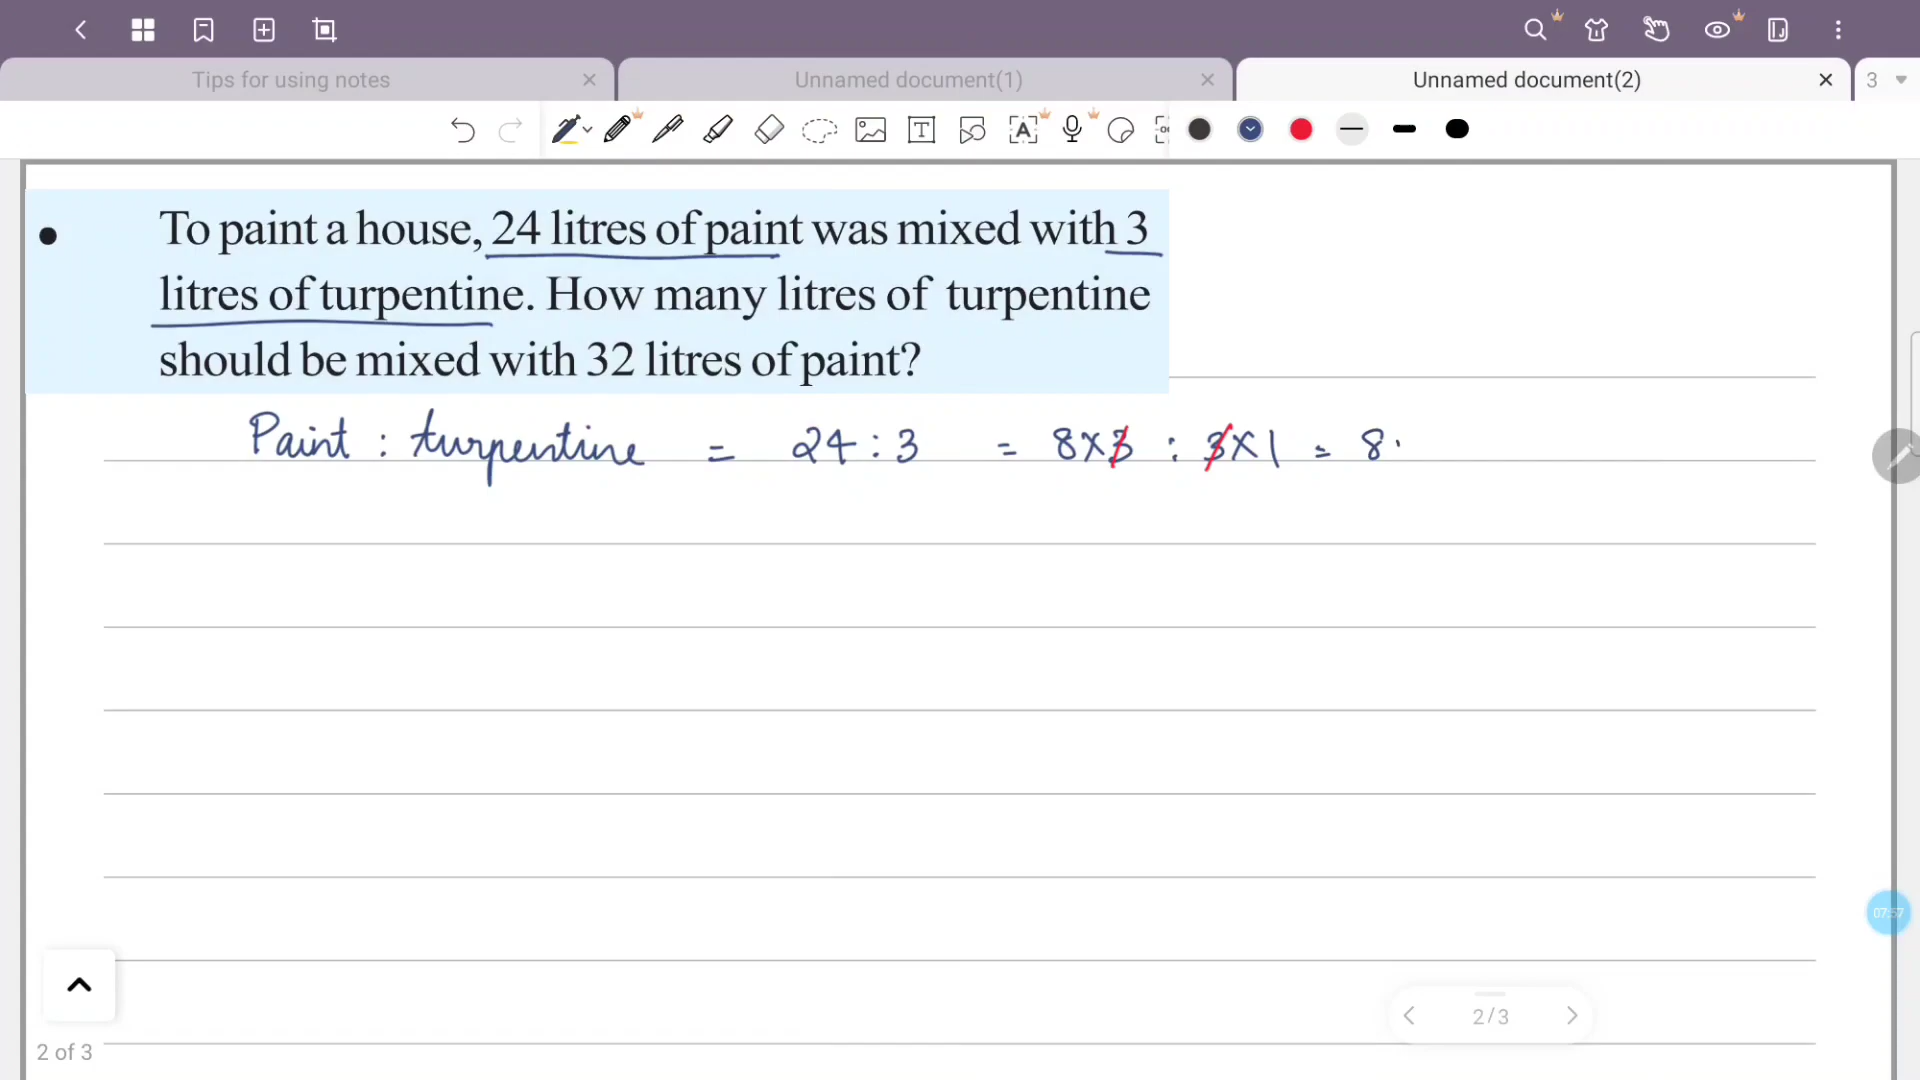 Tips for using notes
Unnamed document(1)
Unnamed document(2)
3
To paint a house, 24 litres of paint was mixed with 3
litres of turpentine. How many litres of turpentine
should be mixed with 32 litres of paint?
Paint : turpentine = 24 : 3 = 8×3 : 3×1 = 8·
07:57
2/3
2 of 3